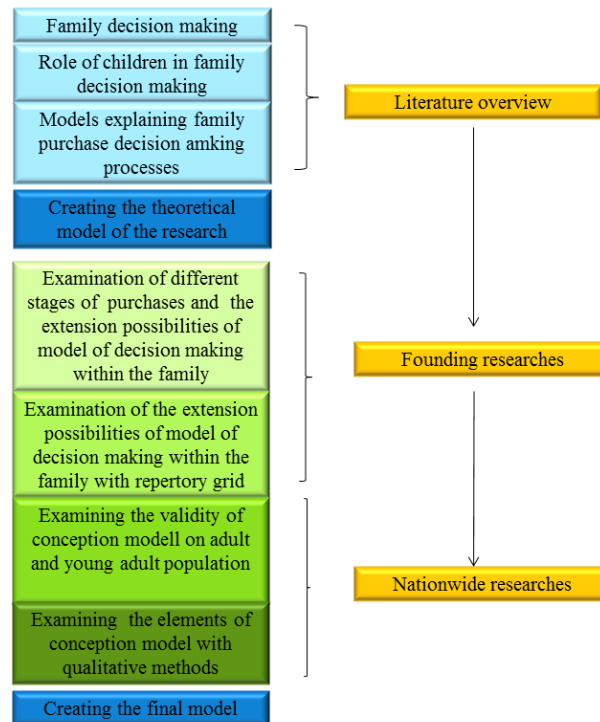 Family decision making
Role of children in family
decision making
Models explaining family
purchase decision amking
processes
Literature overview
Creating the theoretical
model of the research
Examination of different
stages of purchases and the
extension possibilities of
model of decision making
within the family
Founding researches
Examination of the extension
possibilities of model of
decision making within the
family with repertory grid
Examining the validity of
conception modell on adult
and young adult population
Nationwide researches
Examining the elements of
conception model with
qualitative methods
Creating the final model